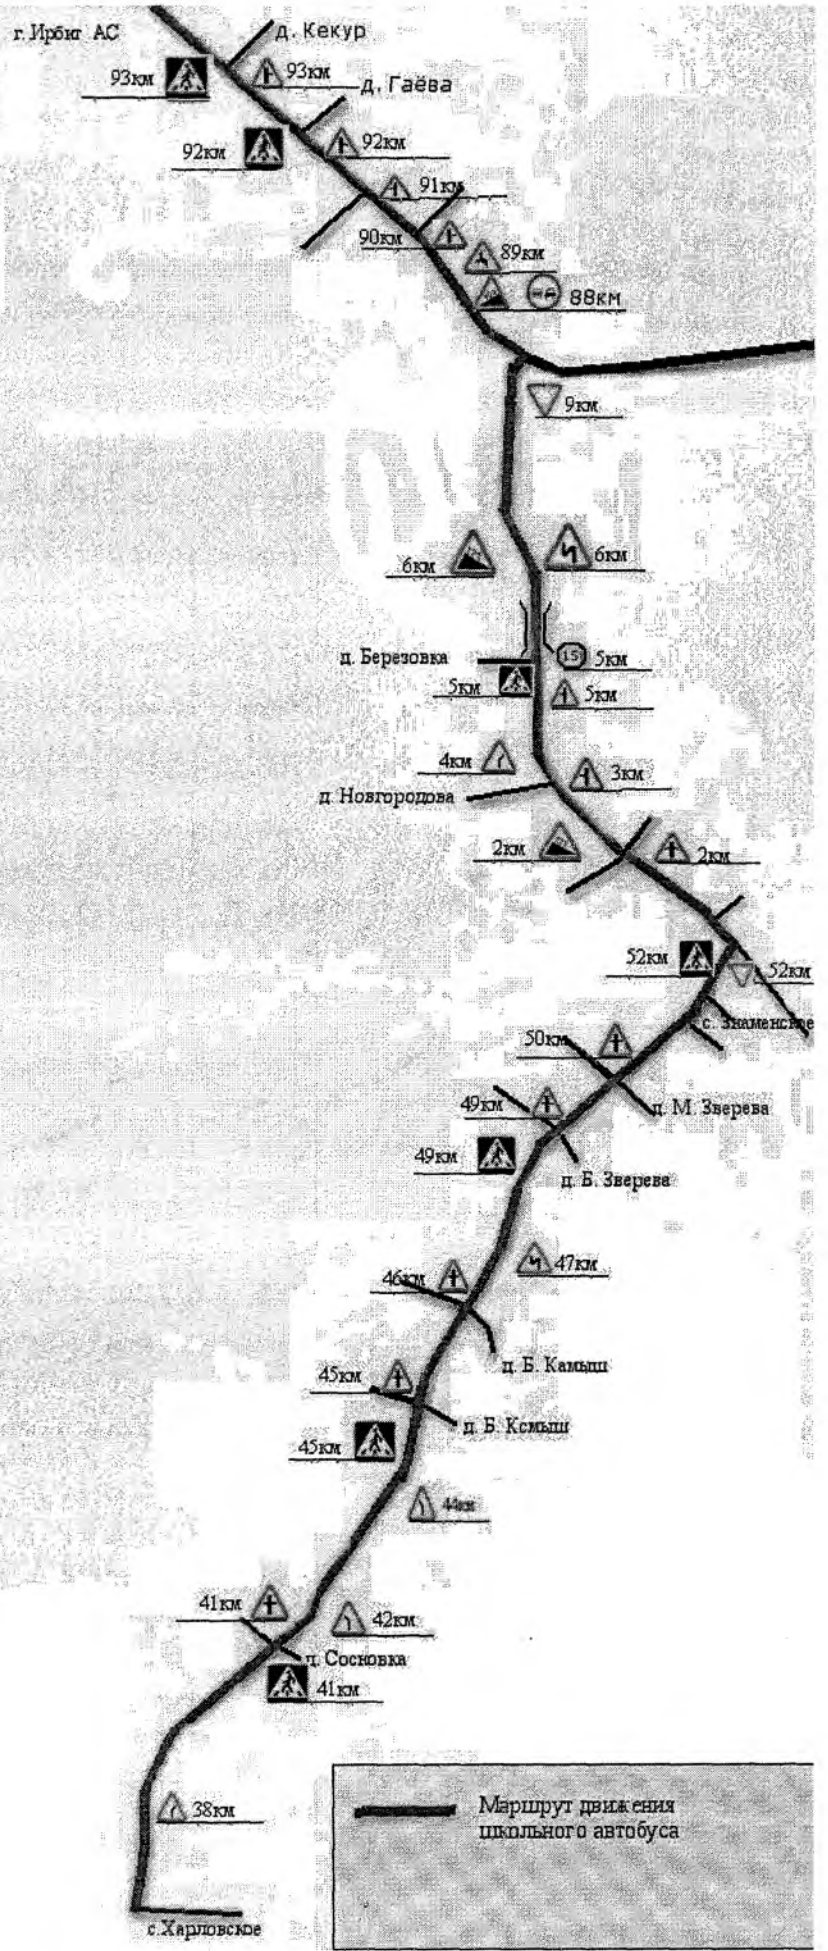 г. Ирбит АС
д. Кекур
93км
93км
д. Гаёва
92км
92км
91км
90км
89км
88км
9км
6км
6км
д. Березовка
15
5км
5км
5км
4км
3км
д. Новгородова
2км
2км
52км
52км
с. Знаменское
50км
д. М. Зверева
49км
49км
д. Б. Зверева
47км
46км
д. Б. Камыш
45км
д. Б. Кемыш
45км
44км
41км
42км
д. Сосновка
41км
38км
Маршрут движения
школьного автобуса
с.Харловское